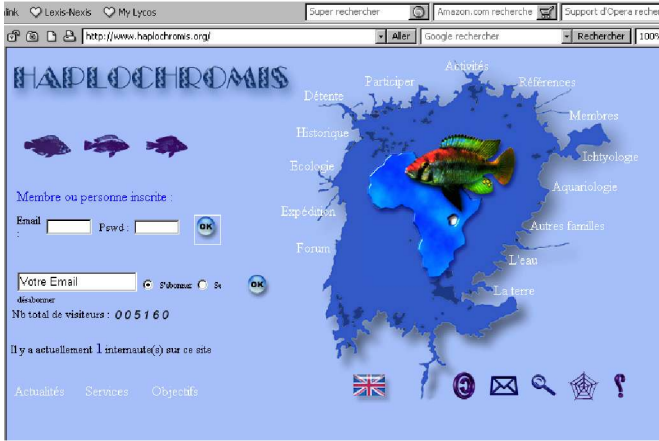 link Lexis-Nexis My Lycos Super rechercher Amazon.com recherche Support d'Opera recher
http://www.haplochromis.org/ Aller Google rechercher Rechercher 100%
HAPLOCHROMIS
Activités
Participer
Références
Détente
Membres
Historique
Ichtyologie
Ecologie
Aquariologie
Membre ou personne inscrite :
Expédition
Email : Pswd : OK
Autres familles
Forum
L'eau
Votre Email S'abonner Se désabonner OK
La terre
Nb total de visiteurs : 005160
Il y a actuellement 1 internaute(s) sur ce site
Actualités Services Objectifs